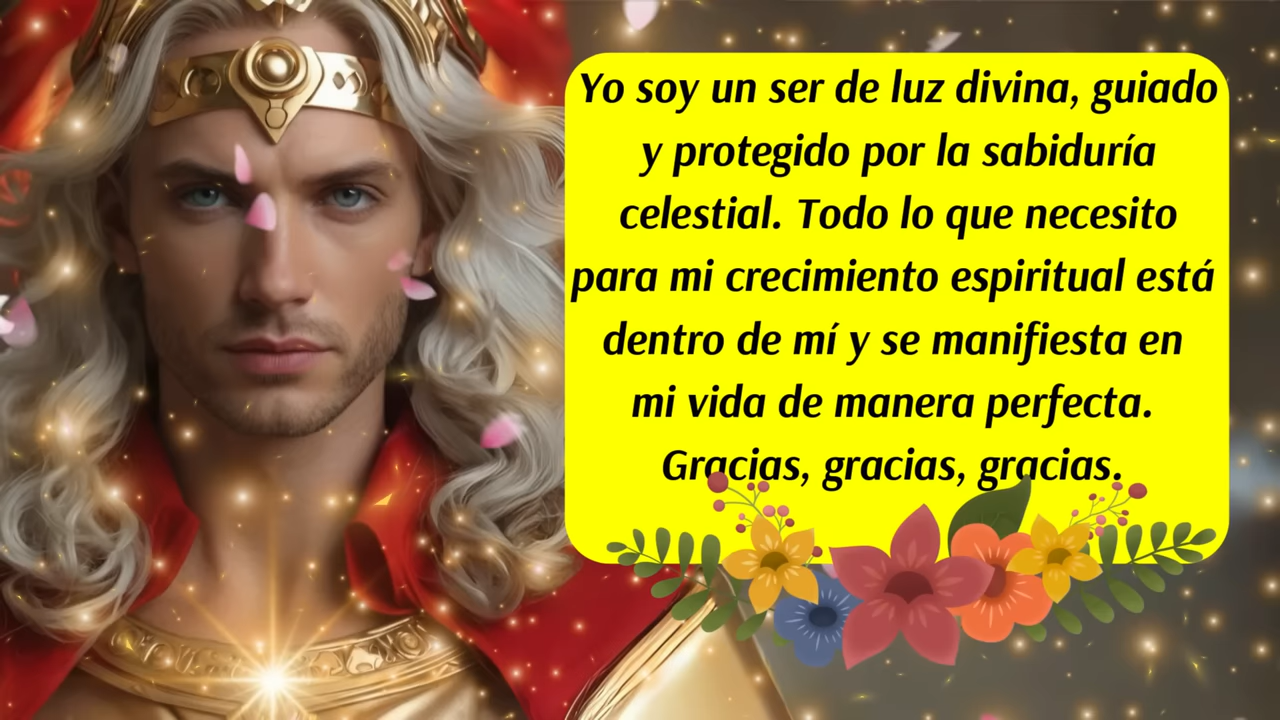 Yo soy un ser de luz divina, guiado
y protegido por la sabiduría
celestial. Todo lo que necesito
para mi crecimiento espiritual está
dentro de mí y se manifiesta en
mi vida de manera perfecta.
Gracias, gracias, gracias.